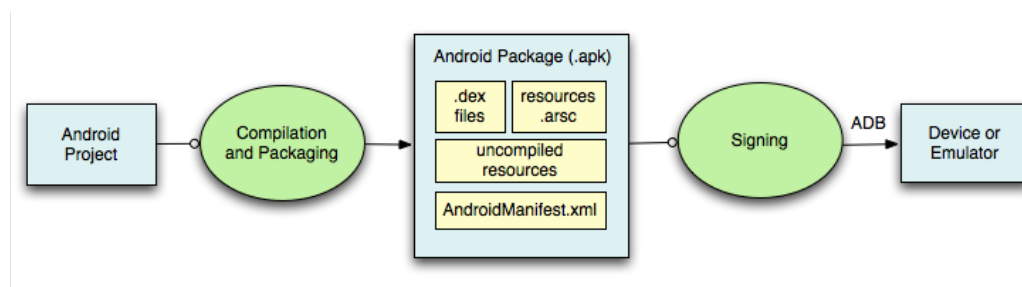 Android
Project
Compilation
and Packaging
Android Package (.apk)
.dex
files
resources
.arsc
uncompiled
resources
AndroidManifest.xml
Signing
ADB
Device or
Emulator